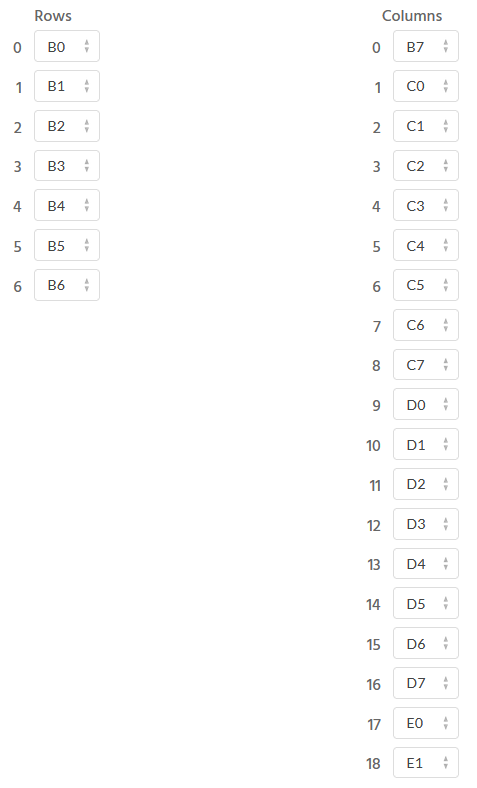 Rows Columns
0 B0 0 B7
1 B1 1 C0
2 B2 2 C1
3 B3 3 C2
4 B4 4 C3
5 B5 5 C4
6 B6 6 C5
7 C6
8 C7
9 D0
10 D1
11 D2
12 D3
13 D4
14 D5
15 D6
16 D7
17 E0
18 E1